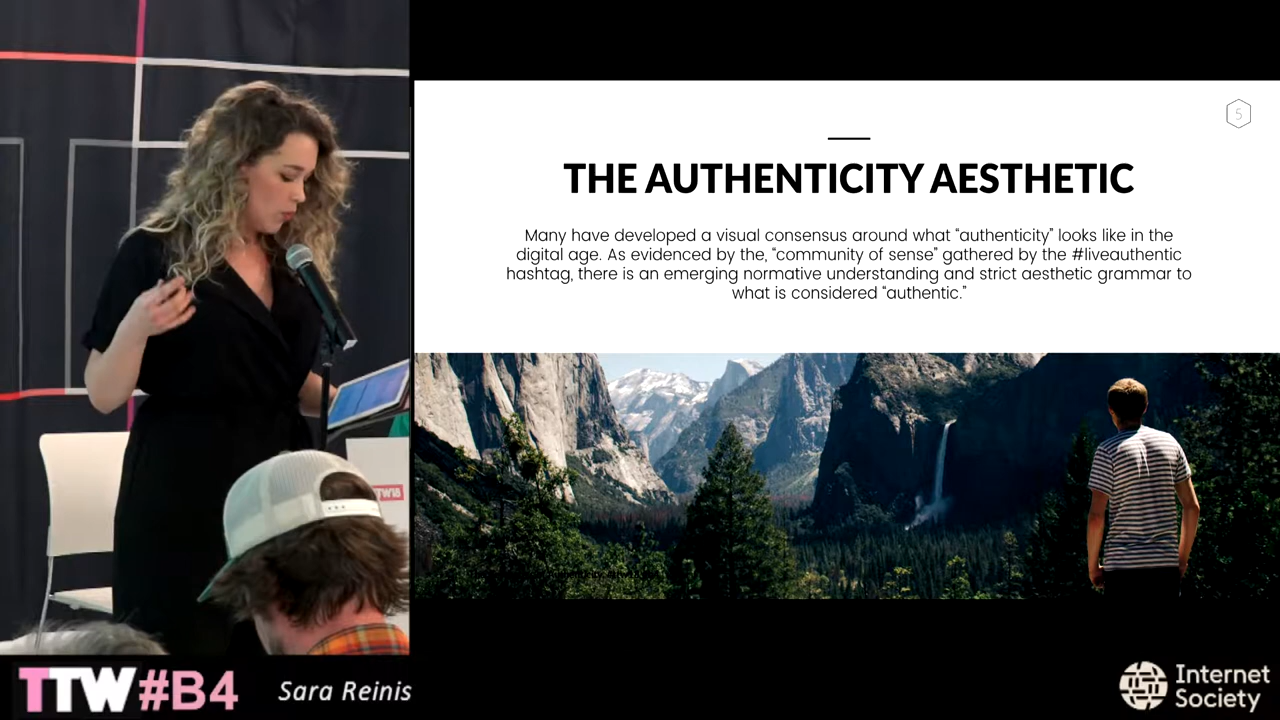 5
THE AUTHENTICITY AESTHETIC
Many have developed a visual consensus around what “authenticity” looks like in the
digital age. As evidenced by the, “community of sense” gathered by the #liveauthentic
hashtag, there is an emerging normative understanding and strict aesthetic grammar to
what is considered “authentic.”
TW18
TTW#B4
Sara Reinis
Internet
Society